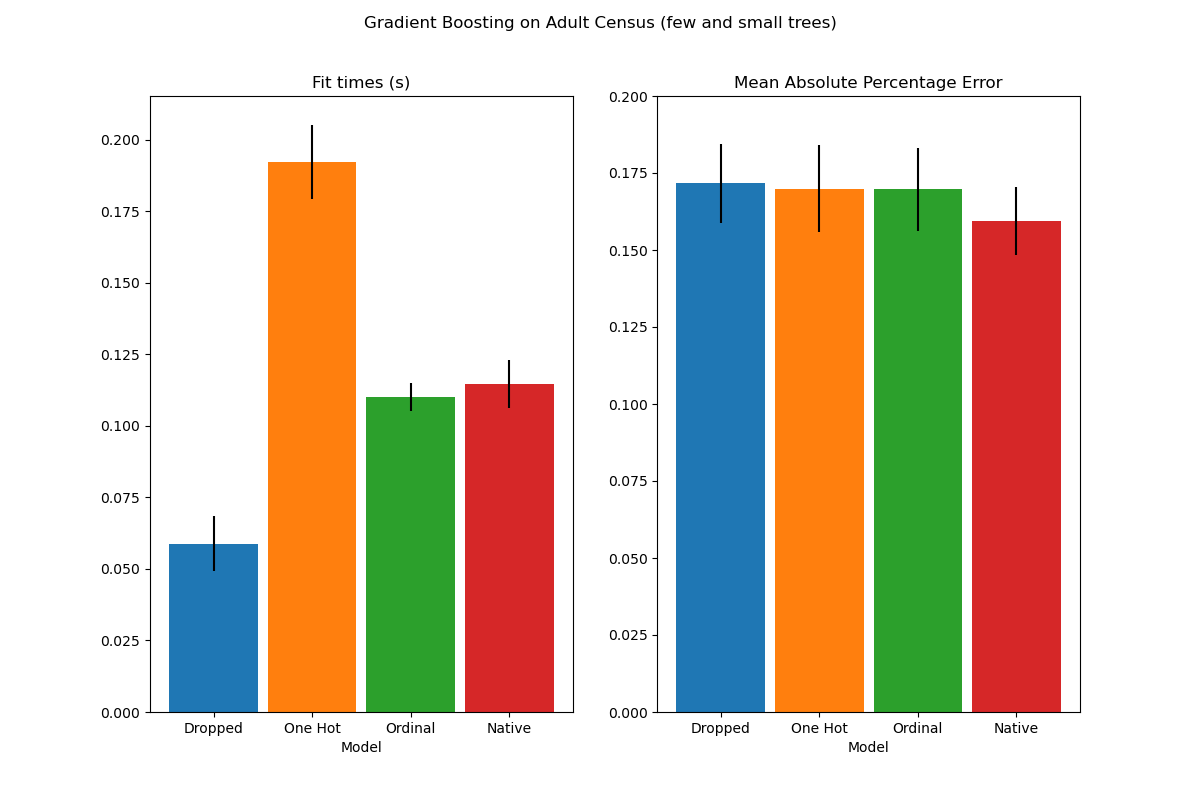 Gradient Boosting on Adult Census (few and small trees)
Fit times (s)
0.200
0.175
0.150
0.125
0.100
0.075
0.050
0.025
0.000
Dropped One Hot Ordinal Native
Model
Mean Absolute Percentage Error
0.200
0.175
0.150
0.125
0.100
0.075
0.050
0.025
0.000
Dropped One Hot Ordinal Native
Model